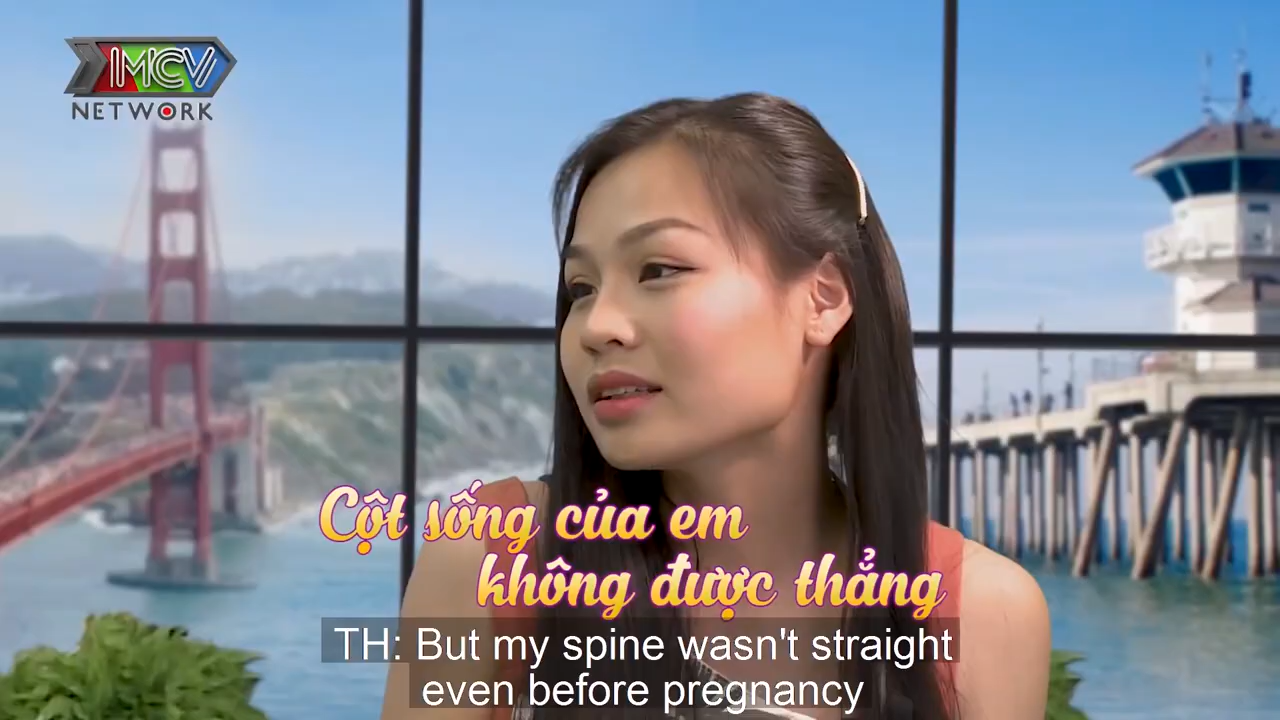 MCV
NETWORK
Cột sống của em
không được thẳng
TH: But my spine wasn't straight
even before pregnancy